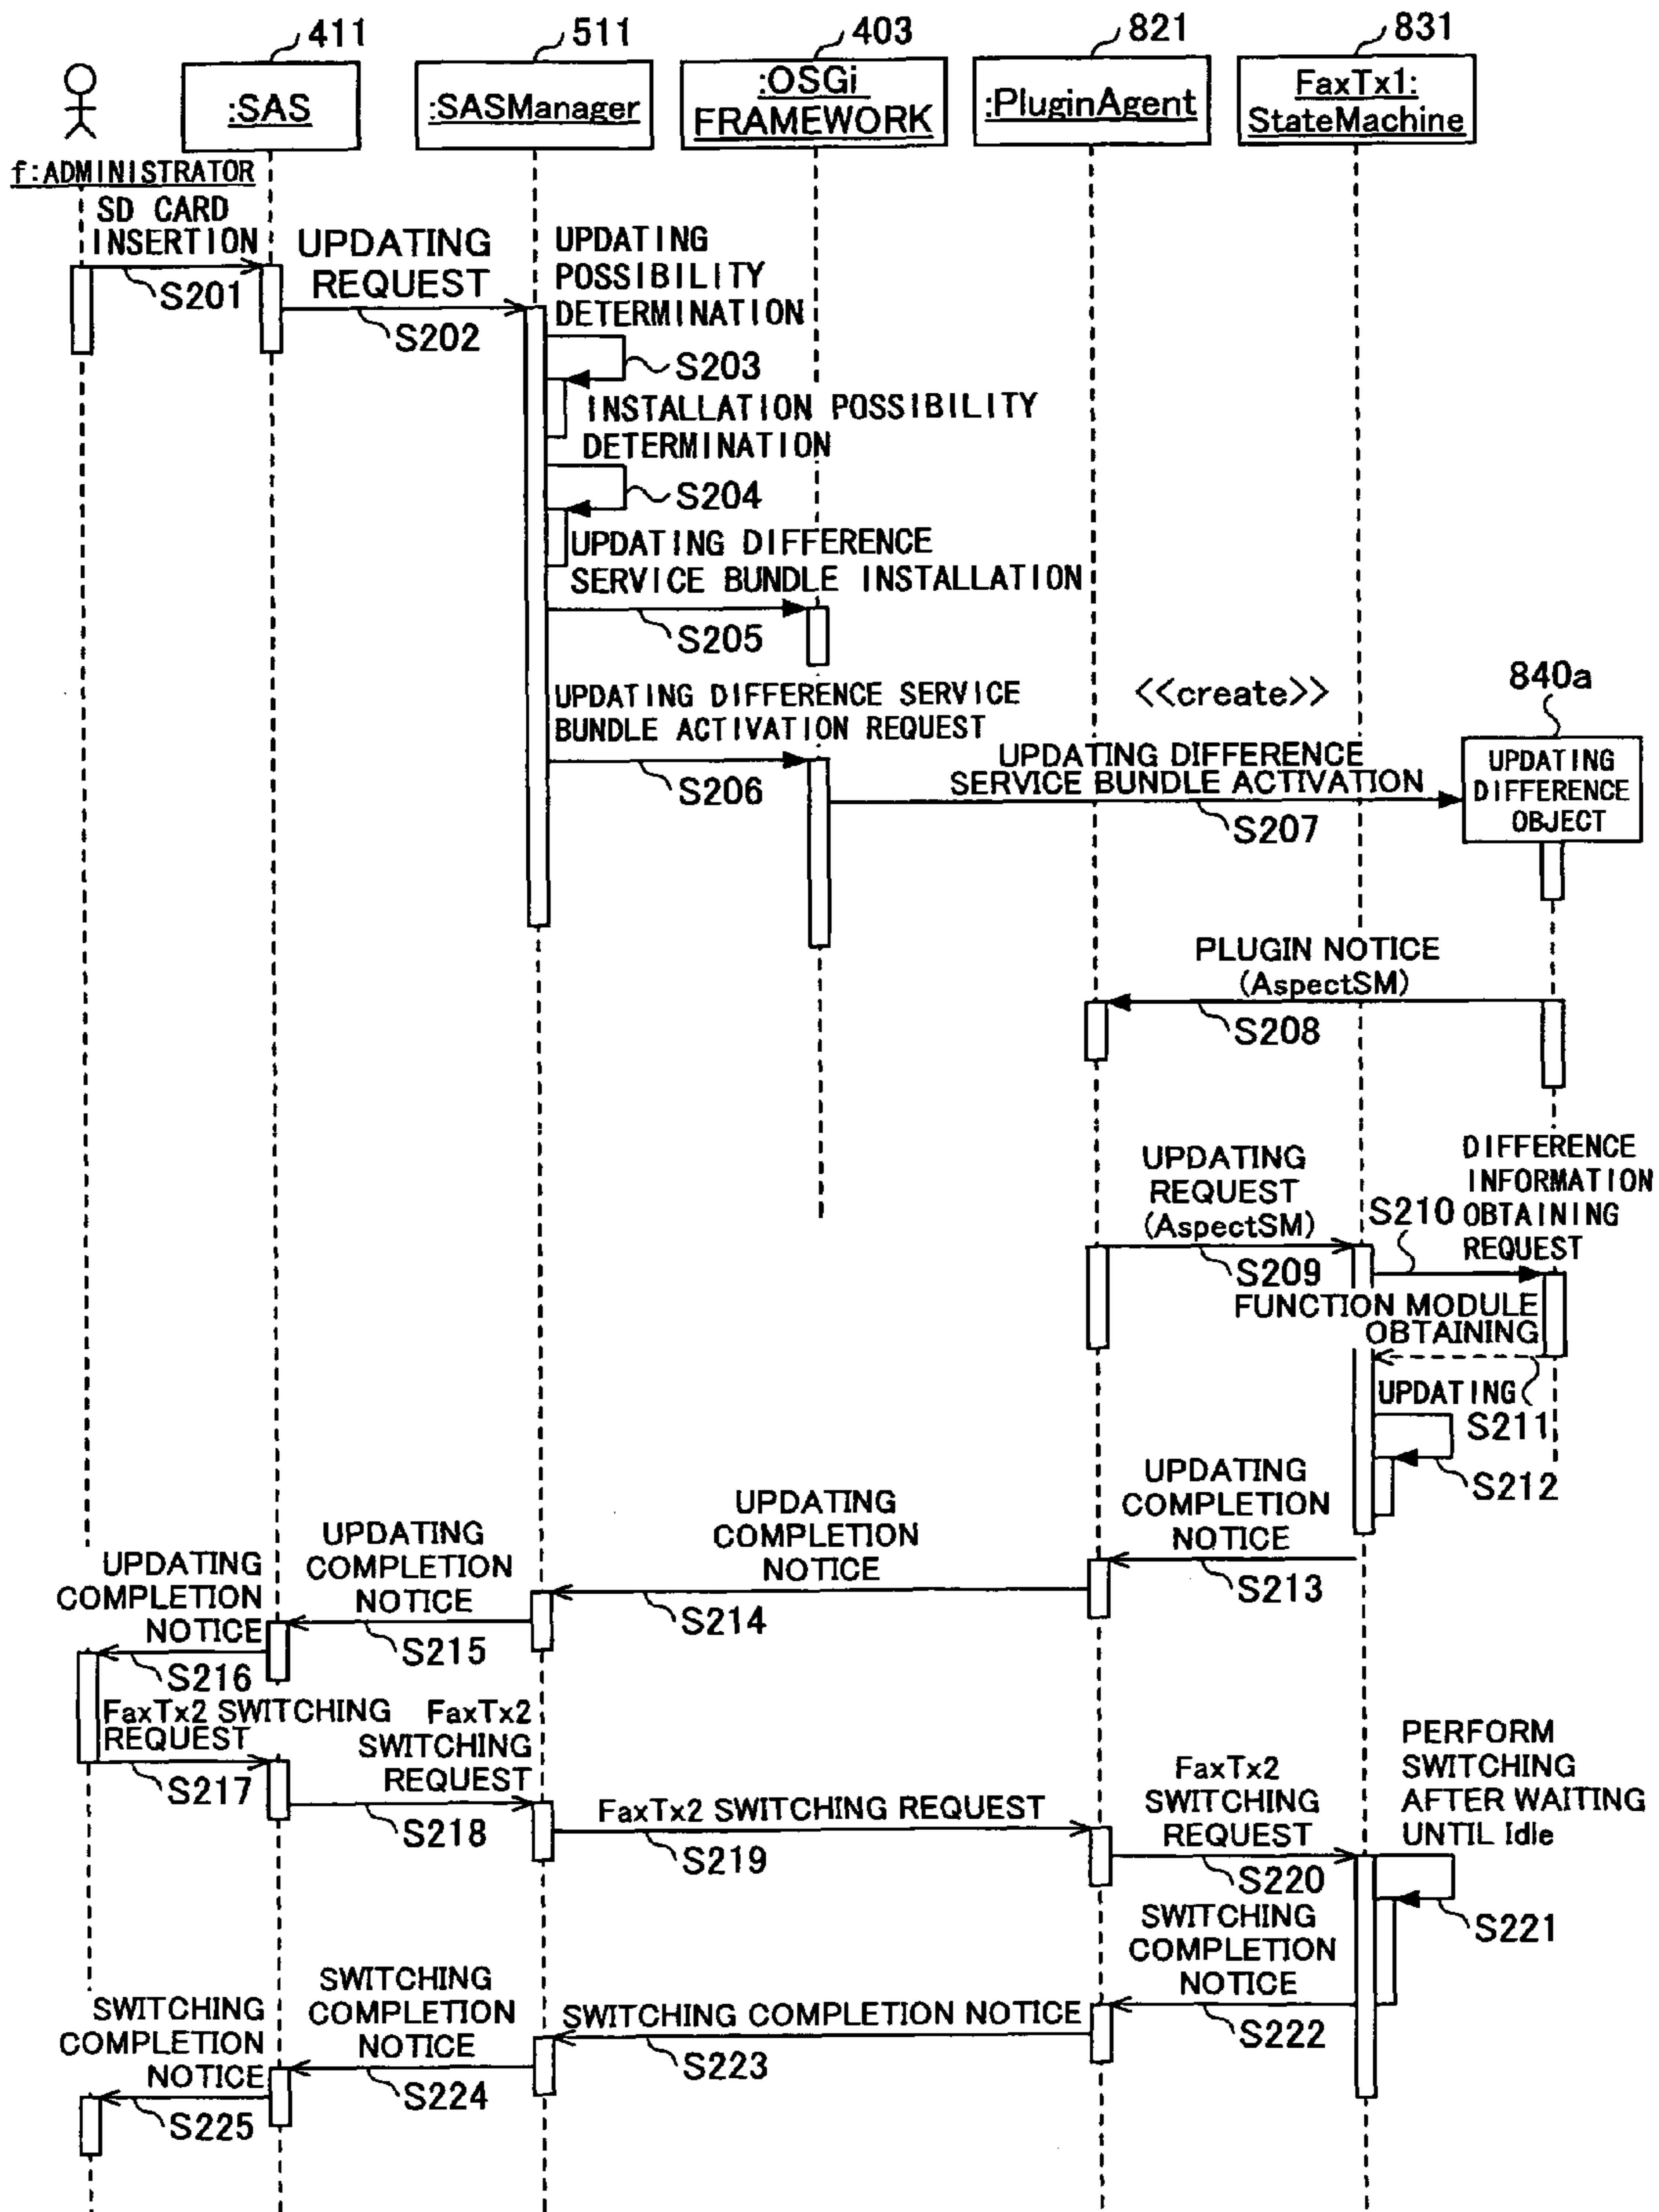 411
511
403
821
831
:SAS
:SASManager
:OSGi
FRAMEWORK
:PluginAgent
FaxTx1:
StateMachine
f:ADMINISTRATOR
SD CARD
INSERTION
S201
UPDATING
REQUEST
S202
UPDATING
POSSIBILITY
DETERMINATION
S203
INSTALLATION POSSIBILITY
DETERMINATION
S204
UPDATING DIFFERENCE
SERVICE BUNDLE INSTALLATION
S205
UPDATING DIFFERENCE SERVICE
BUNDLE ACTIVATION REQUEST
S206
<<create>>
UPDATING DIFFERENCE
SERVICE BUNDLE ACTIVATION
S207
840a
UPDATING
DIFFERENCE
OBJECT
PLUGIN NOTICE
(AspectSM)
S208
UPDATING
REQUEST
(AspectSM)
S209
S210
DIFFERENCE
INFORMATION
OBTAINING
REQUEST
FUNCTION MODULE
OBTAINING
S211
UPDATING
S212
UPDATING
COMPLETION
NOTICE
S213
UPDATING
COMPLETION
NOTICE
S214
UPDATING
COMPLETION
NOTICE
S215
UPDATING
COMPLETION
NOTICE
S216
FaxTx2 SWITCHING
REQUEST
S217
FaxTx2
SWITCHING
REQUEST
S218
FaxTx2 SWITCHING REQUEST
S219
FaxTx2
SWITCHING
REQUEST
S220
PERFORM
SWITCHING
AFTER WAITING
UNTIL Idle
S221
SWITCHING
COMPLETION
NOTICE
S222
SWITCHING COMPLETION NOTICE
S223
SWITCHING
COMPLETION
NOTICE
S224
SWITCHING
COMPLETION
NOTICE
S225